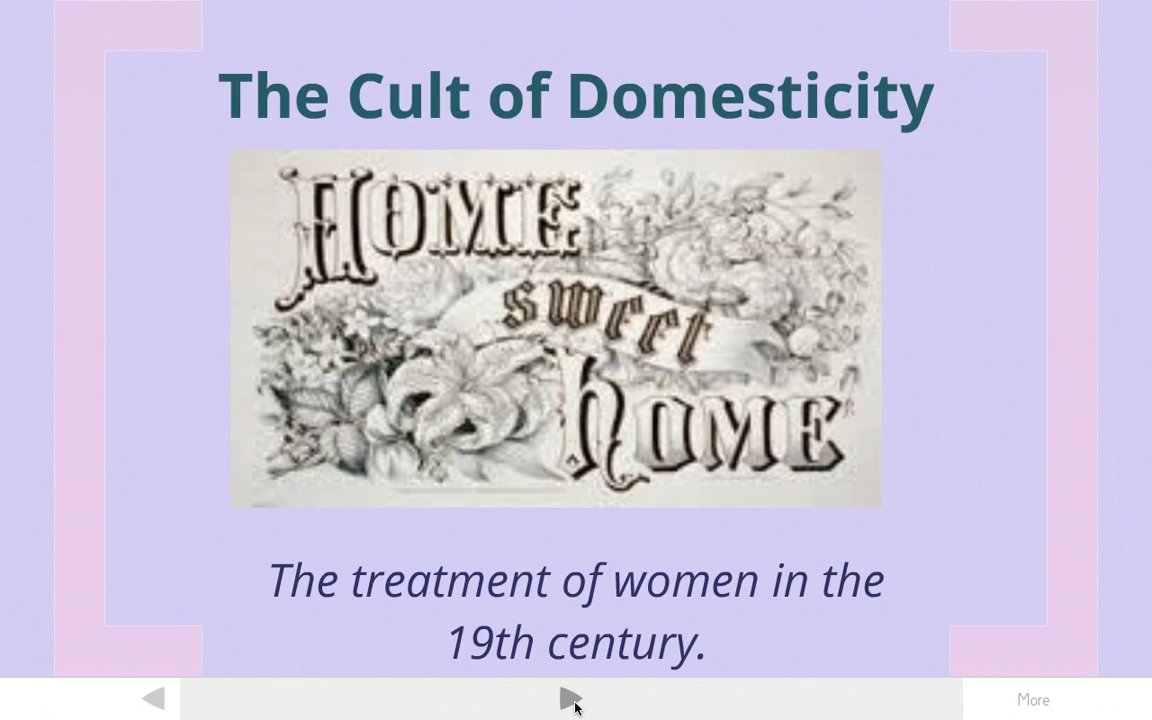 The Cult of Domesticity
HOME
sweet
hOME
The treatment of women in the
19th century.
More